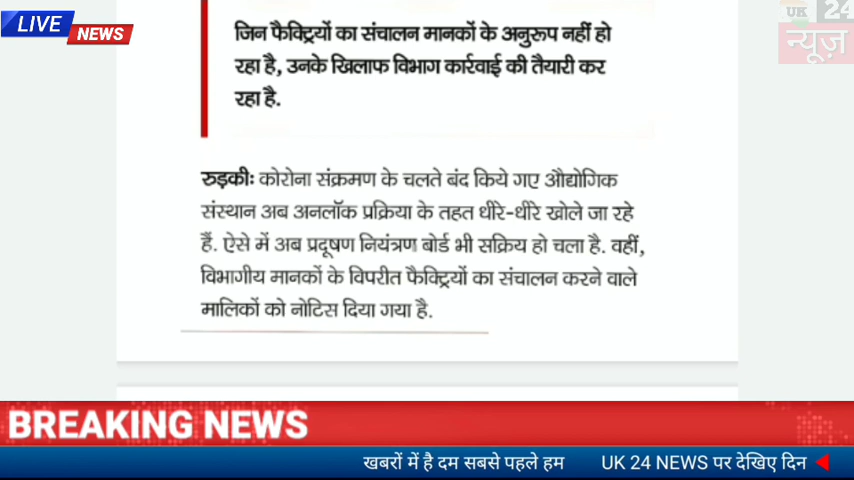 LIVE
NEWS
UK 24
न्यूज़
जिन फैक्ट्रियों का संचालन मानकों के अनुरूप नहीं हो
रहा है, उनके खिलाफ विभाग कार्रवाई की तैयारी कर
रहा है.
रुड़की: कोरोना संक्रमण के चलते बंद किये गए औद्योगिक
संस्थान अब अनलॉक प्रक्रिया के तहत धीरे-धीरे खोले जा रहे
हैं. ऐसे में अब प्रदूषण नियंत्रण बोर्ड भी सक्रिय हो चला है. वहीं,
विभागीय मानकों के विपरीत फैक्ट्रियों का संचालन करने वाले
मालिकों को नोटिस दिया गया है.
BREAKING NEWS
खबरों में है दम सबसे पहले हम UK 24 NEWS पर देखिए दिन